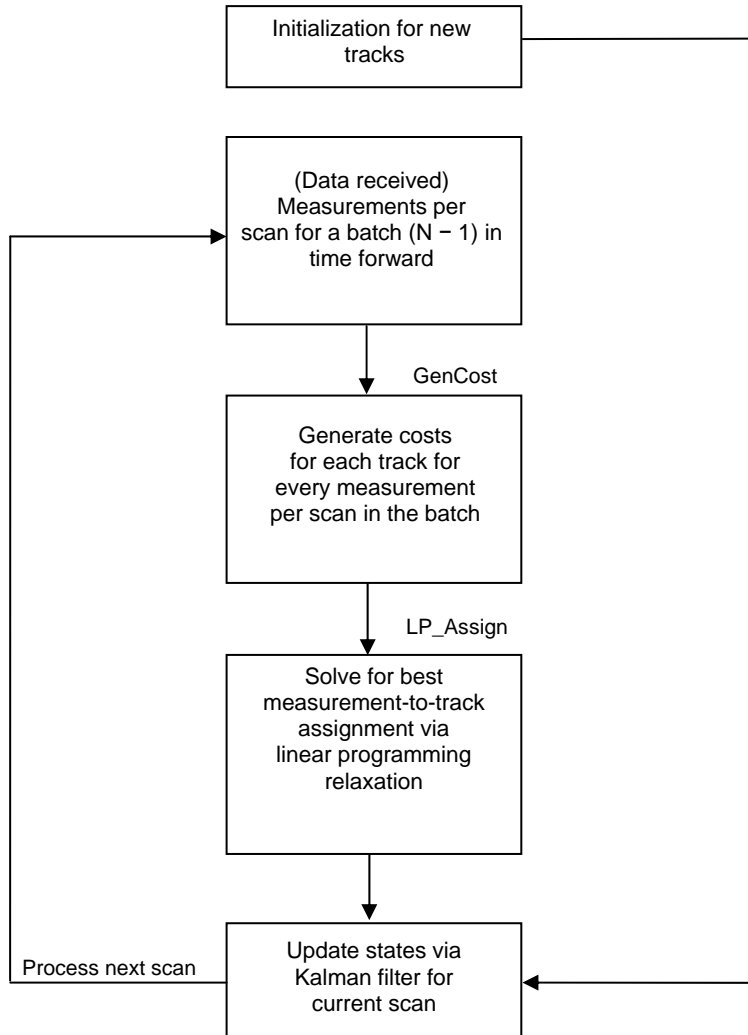 Initialization for new
tracks
(Data received)
Measurements per
scan for a batch (N − 1) in
time forward
GenCost
Generate costs
for each track for
every measurement
per scan in the batch
LP_Assign
Solve for best
measurement-to-track
assignment via
linear programming
relaxation
Process next scan
Update states via
Kalman filter for
current scan